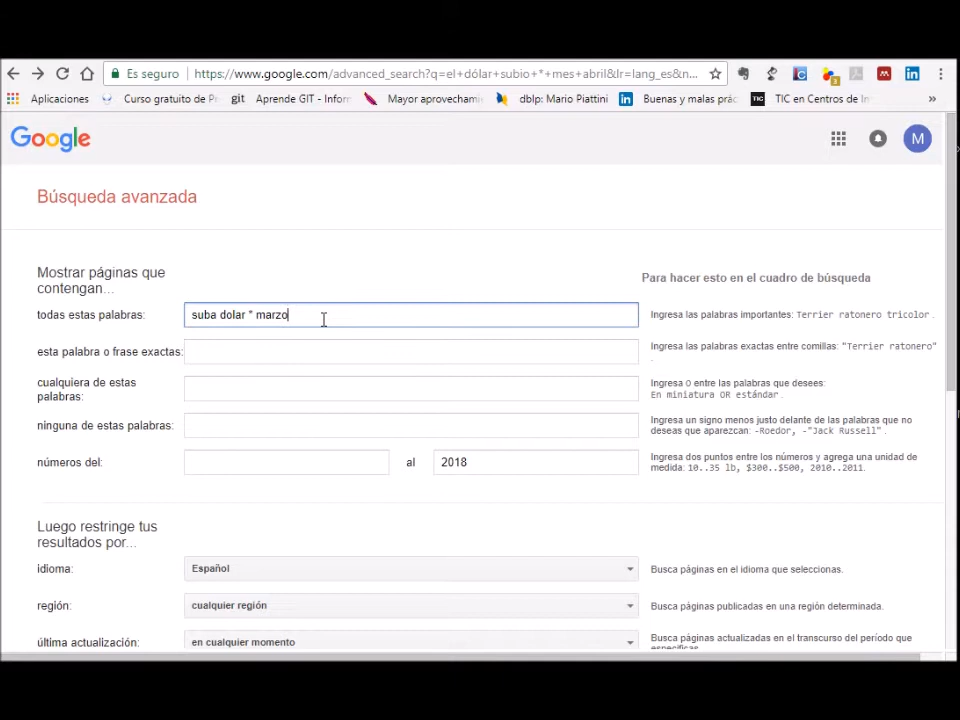 Es seguro | https://www.google.com/advanced_search?q=el+dólar+subio+*+mes+abril&lr=lang_es&n...
Aplicaciones Curso gratuito de Pr git Aprende GIT - Inforn Mayor aprovechami dblp: Mario Piattini Buenas y malas prác TIC TIC en Centros de In »
Google M
Búsqueda avanzada
Mostrar páginas que
contengan...
Para hacer esto en el cuadro de búsqueda
todas estas palabras: suba dolar * marzo Ingresa las palabras importantes: Terrier ratonero tricolor .
esta palabra o frase exactas: Ingresa las palabras exactas entre comillas: "Terrier ratonero"
.
cualquiera de estas
palabras:
Ingresa O entre las palabras que desees:
En miniatura OR estándar .
ninguna de estas palabras: Ingresa un signo menos justo delante de las palabras que no
deseas que aparezcan: -Roedor, -"Jack Russell" .
números del: al 2018 Ingresa dos puntos entre los números y agrega una unidad de
medida: 10..35 lb, $300..$500, 2010..2011.
Luego restringe tus
resultados por...
idioma: Español Busca páginas en el idioma que seleccionas.
región: cualquier región Busca páginas publicadas en una región determinada.
última actualización: en cualquier momento Busca páginas actualizadas en el transcurso del período que
especificas.